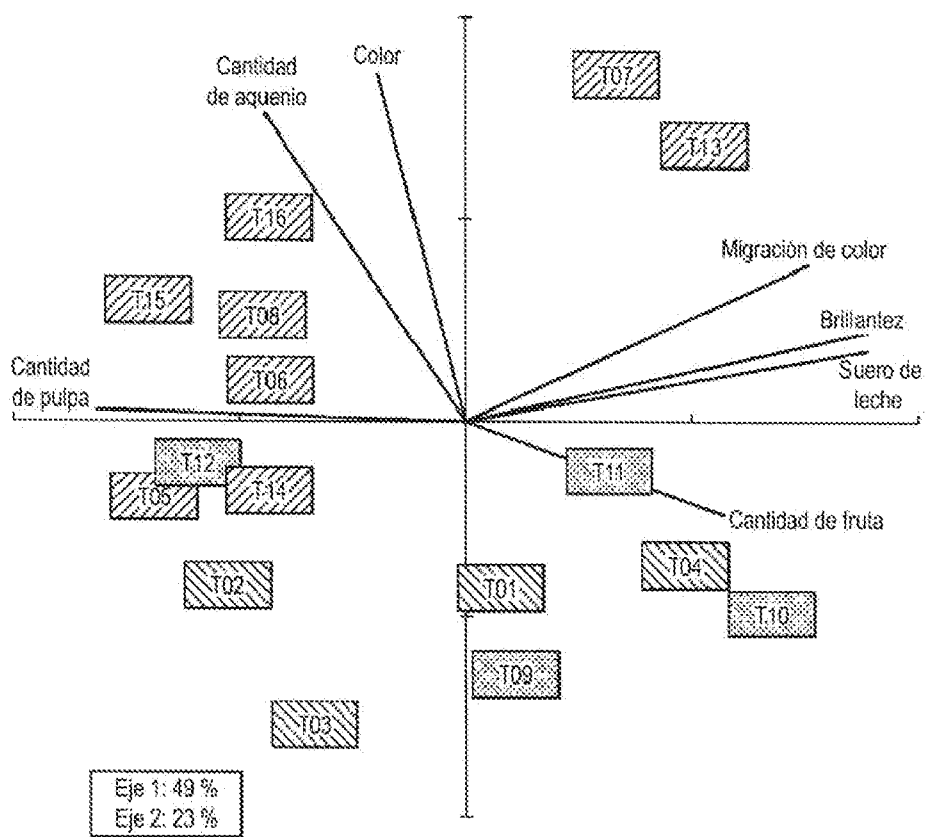 Color
T07
Cantidad
de aquenio
T13
T16
Migración de color
T15
T08
Brillantez
Cantidad
de pulpa
T06
Suero de
leche
T12
T11
T05
T14
Cantidad de fruta
T04
T02
T01
T10
T09
T03
Eje 1: 49 %
Eje 2: 23 %